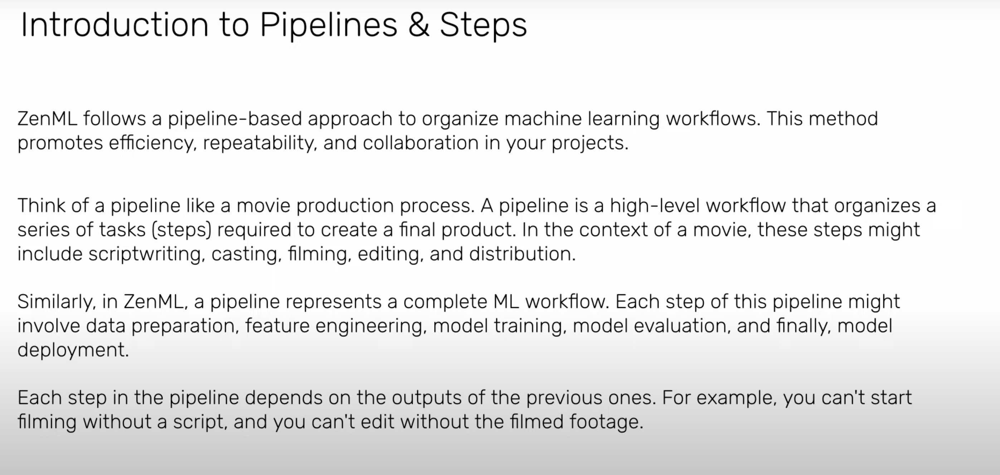 Introduction to Pipelines & Steps
ZenML follows a pipeline-based approach to organize machine learning workflows. This method
promotes efficiency, repeatability, and collaboration in your projects.
Think of a pipeline like a movie production process. A pipeline is a high-level workflow that organizes a
series of tasks (steps) required to create a final product. In the context of a movie, these steps might
include scriptwriting, casting, filming, editing, and distribution.
Similarly, in ZenML, a pipeline represents a complete ML workflow. Each step of this pipeline might
involve data preparation, feature engineering, model training, model evaluation, and finally, model
deployment.
Each step in the pipeline depends on the outputs of the previous ones. For example, you can't start
filming without a script, and you can't edit without the filmed footage.